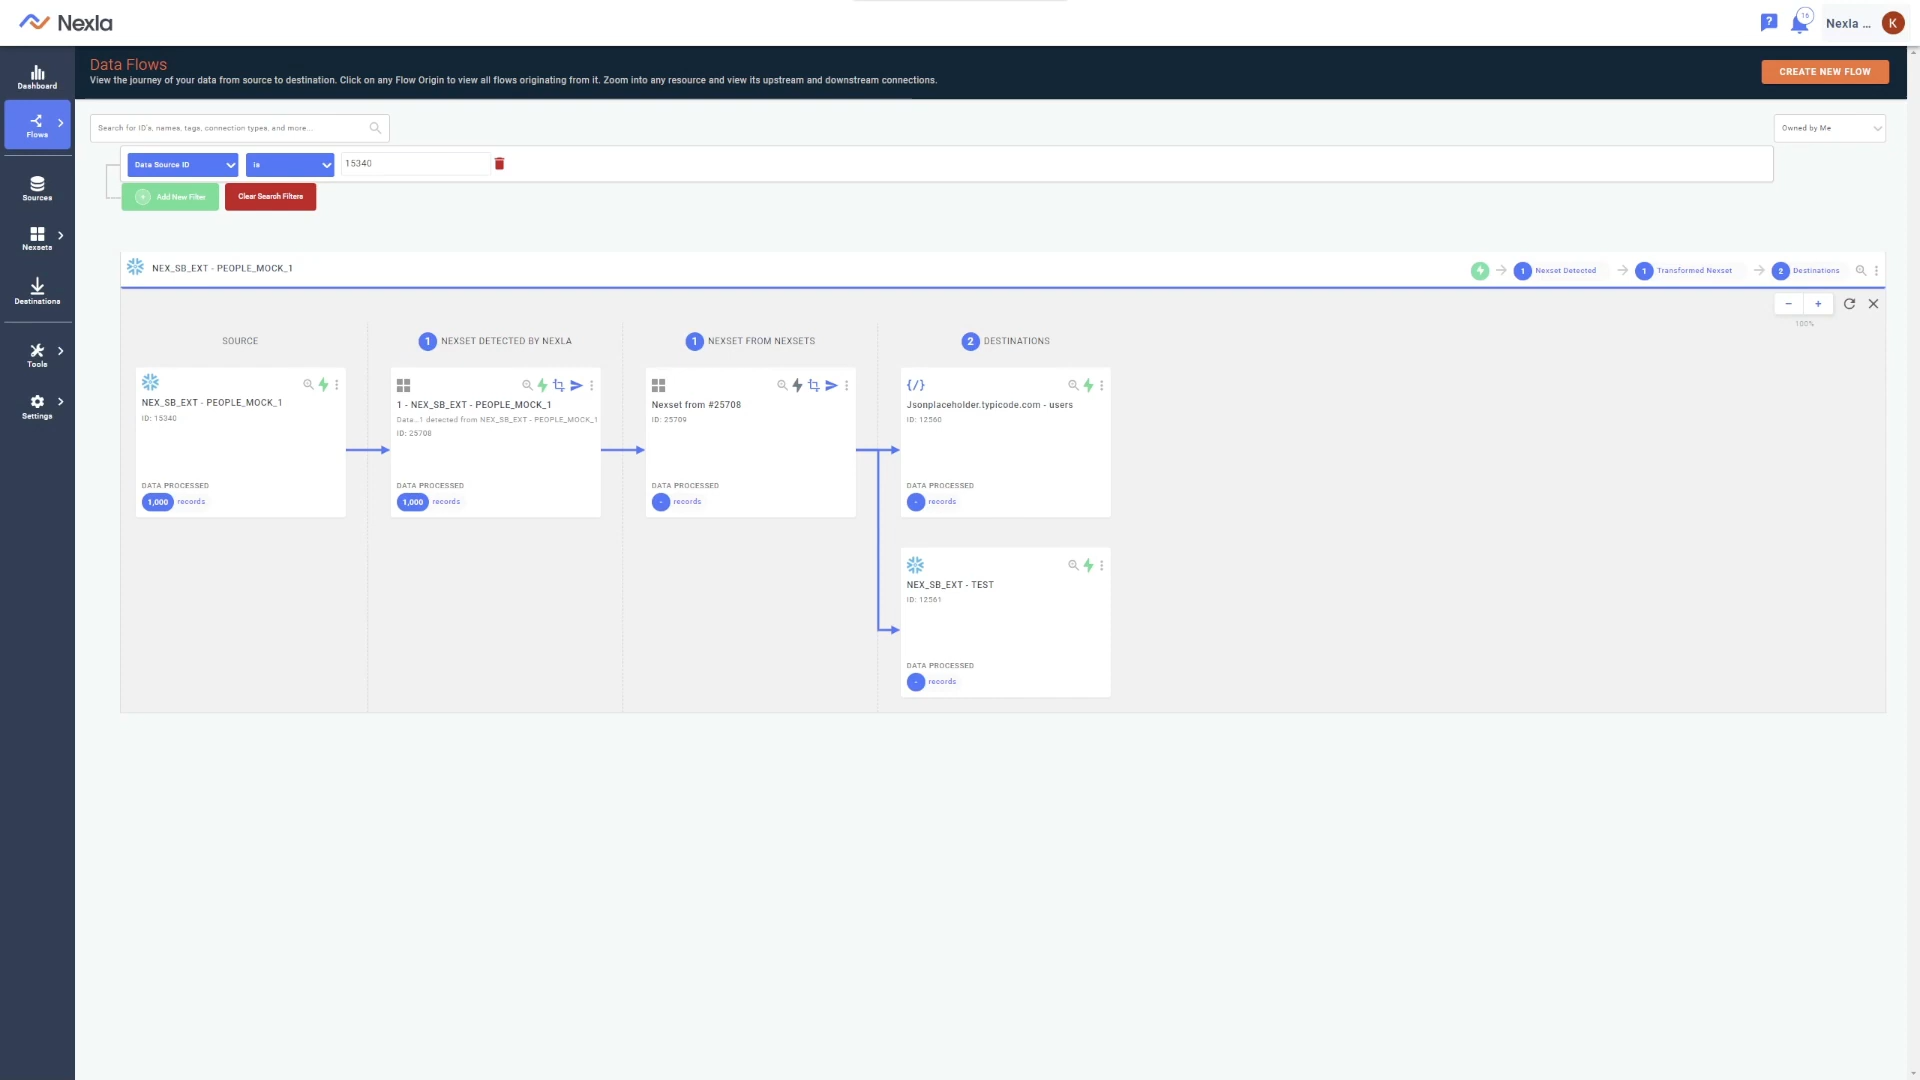 Nexla
?
16
Nexla ...
K
Dashboard
Flows
Sources
Nexsets
Destinations
Tools
Settings
Data Flows
View the journey of your data from source to destination. Click on any Flow Origin to view all flows originating from it. Zoom into any resource and view its upstream and downstream connections.
CREATE NEW FLOW
Search for ID's, names, tags, connection types, and more...
Owned by Me
Data Source ID
is
15340
+ Add New Filter
Clear Search Filters
NEX_SB_EXT - PEOPLE_MOCK_1
1 Nexset Detected
1 Transformed Nexset
2 Destinations
− +
100%
SOURCE
1 NEXSET DETECTED BY NEXLA
1 NEXSET FROM NEXSETS
2 DESTINATIONS
NEX_SB_EXT - PEOPLE_MOCK_1
ID: 15340
DATA PROCESSED
1,000 records
1 - NEX_SB_EXT - PEOPLE_MOCK_1
Data...1 detected from NEX_SB_EXT - PEOPLE_MOCK_1
ID: 25708
DATA PROCESSED
1,000 records
Nexset from #25708
ID: 25709
DATA PROCESSED
- records
{/}
Jsonplaceholder.typicode.com - users
ID: 12560
DATA PROCESSED
- records
NEX_SB_EXT - TEST
ID: 12561
DATA PROCESSED
- records